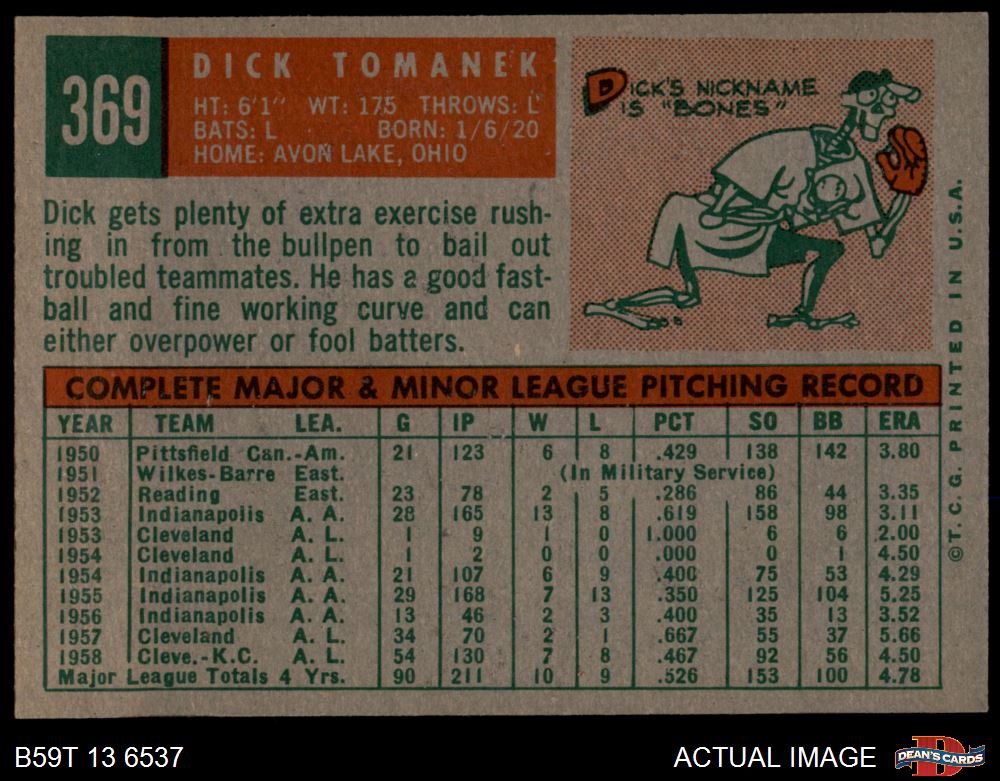 369
DICK TOMANEK
HT: 6'1" WT: 175 THROWS: L
BATS: L BORN: 1/6/20
HOME: AVON LAKE, OHIO
DICK'S NICKNAME
IS "BONES"
Dick gets plenty of extra exercise rush-
ing in from the bullpen to bail out
troubled teammates. He has a good fast-
ball and fine working curve and can
either overpower or fool batters.
COMPLETE MAJOR & MINOR LEAGUE PITCHING RECORD
YEAR TEAM LEA. G IP W L PCT SO BB ERA
1950 Pittsfield Can.-Am. 21 123 6 8 .429 138 142 3.80
1951 Wilkes-Barre East. (In Military Service)
1952 Reading East. 23 78 2 5 .286 86 44 3.35
1953 Indianapolis A. A. 28 165 13 8 .619 158 98 3.11
1953 Cleveland A. L. 1 9 1 0 1.000 6 6 2.00
1954 Cleveland A. L. 1 2 0 0 .000 0 1 4.50
1954 Indianapolis A. A. 21 107 6 9 .400 75 53 4.29
1955 Indianapolis A. A. 29 168 7 13 .350 125 104 5.25
1956 Indianapolis A. A. 13 46 2 3 .400 35 13 3.52
1957 Cleveland A. L. 34 70 2 1 .667 55 37 5.66
1958 Cleve.-K.C. A. L. 54 130 7 8 .467 92 56 4.50
Major League Totals 4 Yrs. 90 211 10 9 .526 153 100 4.78
©T. C. G. PRINTED IN U.S.A.
B59T 13 6537
ACTUAL IMAGE
D
DEAN'S CARDS